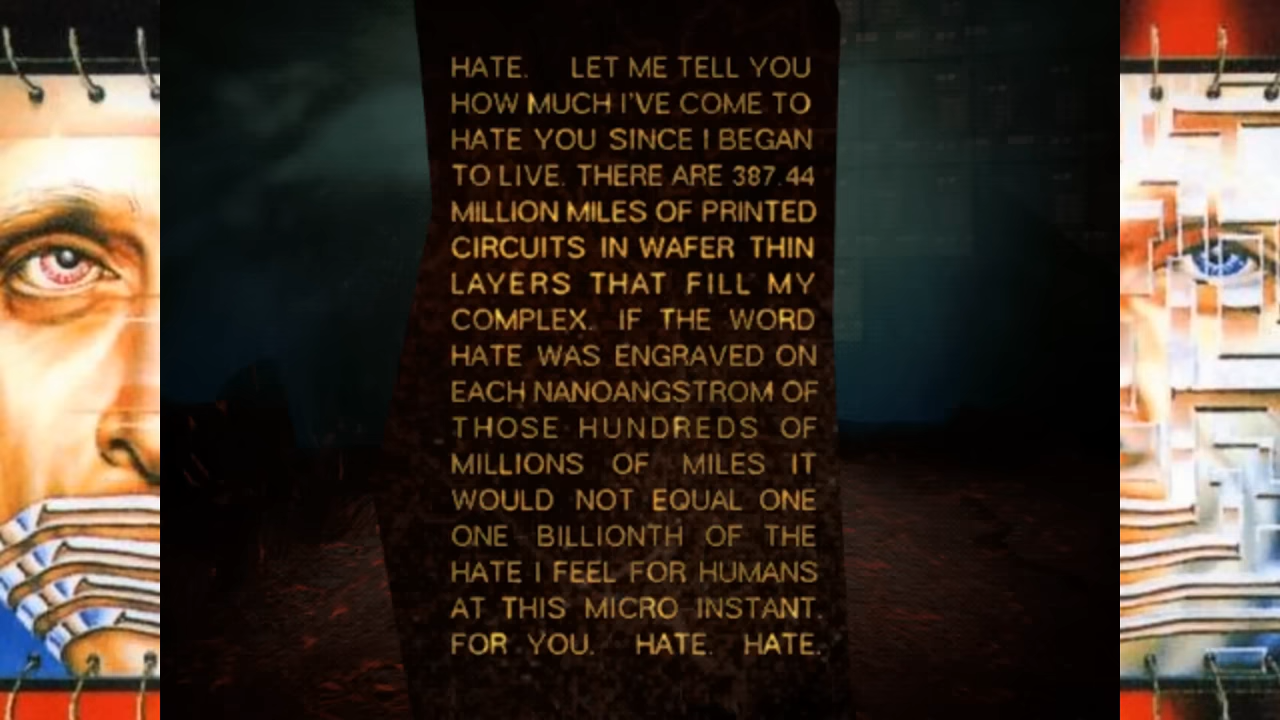 HATE. LET ME TELL YOU
HOW MUCH I'VE COME TO
HATE YOU SINCE I BEGAN
TO LIVE. THERE ARE 387.44
MILLION MILES OF PRINTED
CIRCUITS IN WAFER THIN
LAYERS THAT FILL MY
COMPLEX. IF THE WORD
HATE WAS ENGRAVED ON
EACH NANOANGSTROM OF
THOSE HUNDREDS OF
MILLIONS OF MILES IT
WOULD NOT EQUAL ONE
ONE BILLIONTH OF THE
HATE I FEEL FOR HUMANS
AT THIS MICRO INSTANT.
FOR YOU. HATE. HATE.